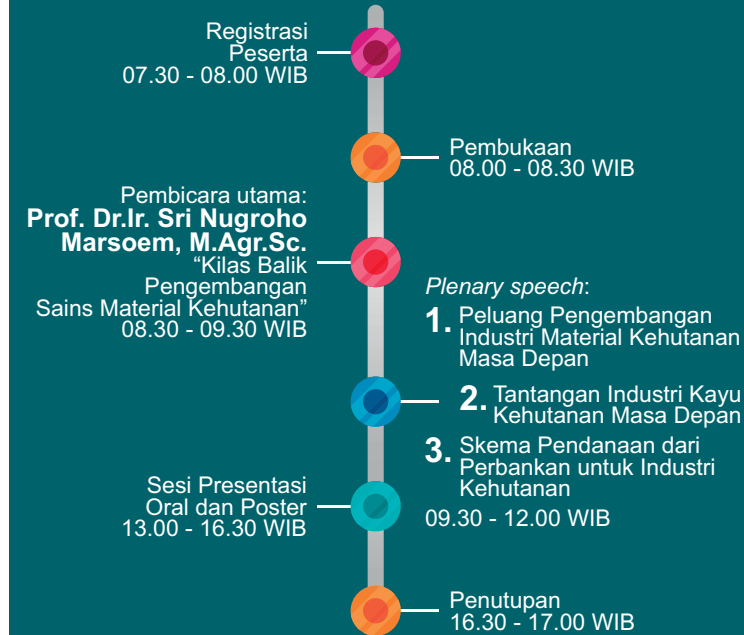 Registrasi
Peserta
07.30 - 08.00 WIB
Pembukaan
08.00 - 08.30 WIB
Pembicara utama:
Prof. Dr.Ir. Sri Nugroho
Marsoem, M.Agr.Sc.
“Kilas Balik
Pengembangan
Sains Material Kehutanan”
08.30 - 09.30 WIB
Plenary speech:
1. Peluang Pengembangan
Industri Material Kehutanan
Masa Depan
2. Tantangan Industri Kayu
Kehutanan Masa Depan
3. Skema Pendanaan dari
Perbankan untuk Industri
Kehutanan
09.30 - 12.00 WIB
Sesi Presentasi
Oral dan Poster
13.00 - 16.30 WIB
Penutupan
16.30 - 17.00 WIB